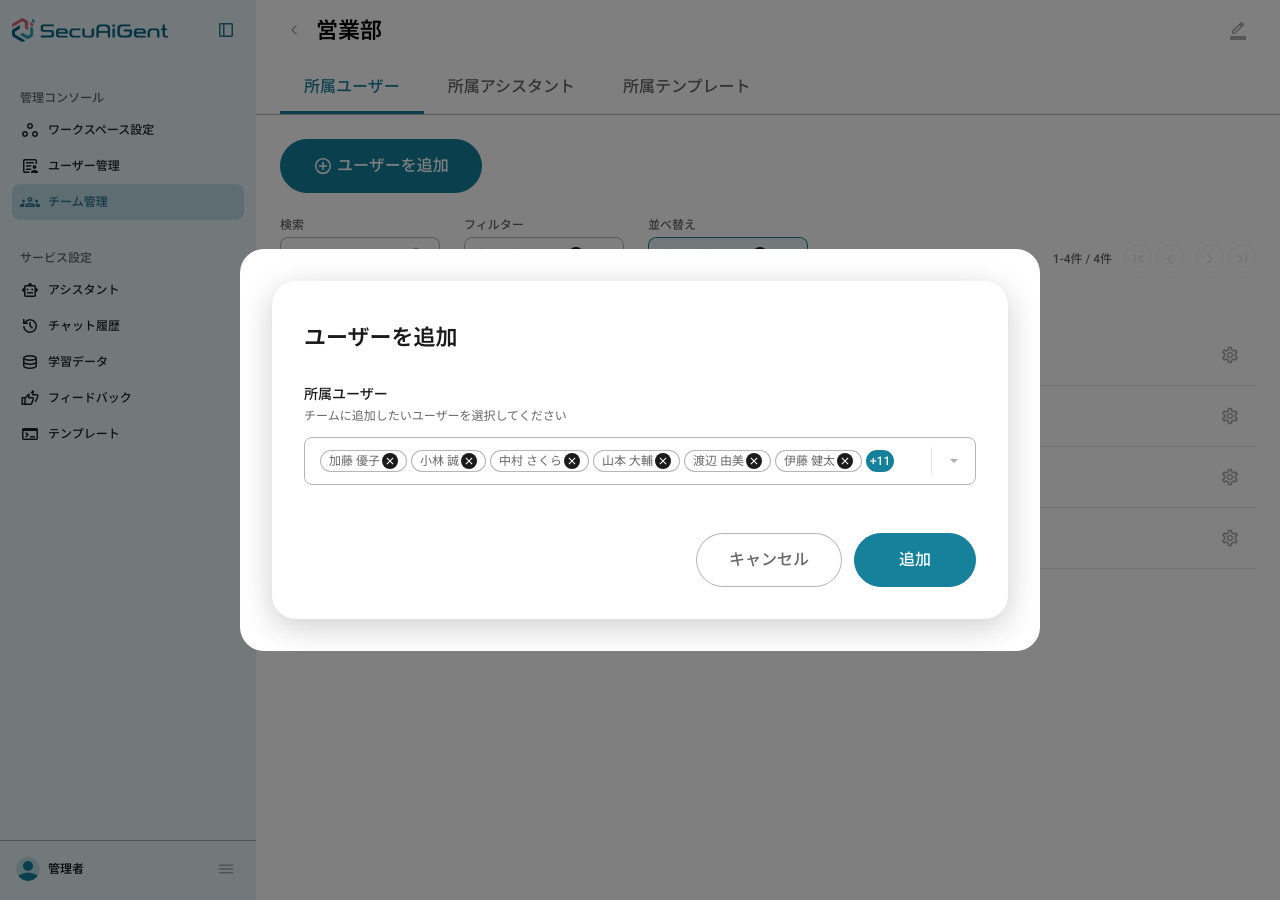 SecuAiGent
営業部
所属ユーザー 所属アシスタント 所属テンプレート
管理コンソール
ワークスペース設定
ユーザー管理
チーム管理
サービス設定
アシスタント
チャット履歴
学習データ
フィードバック
テンプレート
管理者
ユーザーを追加
検索 フィルター 並べ替え
1-4件 / 4件
ユーザーを追加
所属ユーザー
チームに追加したいユーザーを選択してください
加藤 優子 小林 誠 中村 さくら 山本 大輔 渡辺 由美 伊藤 健太 +11
キャンセル 追加